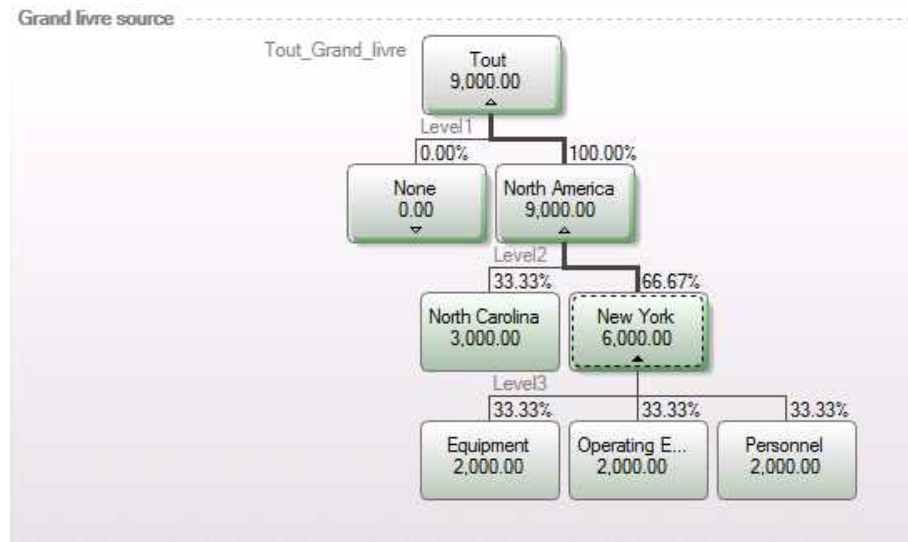 Grand livre source
Tout_Grand_livre
Tout
9,000.00
Level1
0.00%
100.00%
None
0.00
North America
9,000.00
Level2
33.33%
66.67%
North Carolina
3,000.00
New York
6,000.00
Level3
33.33%
33.33%
33.33%
Equipment
2,000.00
Operating E...
2,000.00
Personnel
2,000.00